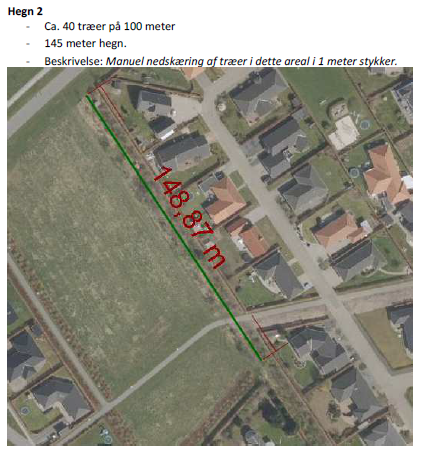 Hegn 2
- Ca. 40 træer på 100 meter
- 145 meter hegn.
- Beskrivelse: Manuel nedskæring af træer i dette areal i 1 meter stykker.
148,87 m